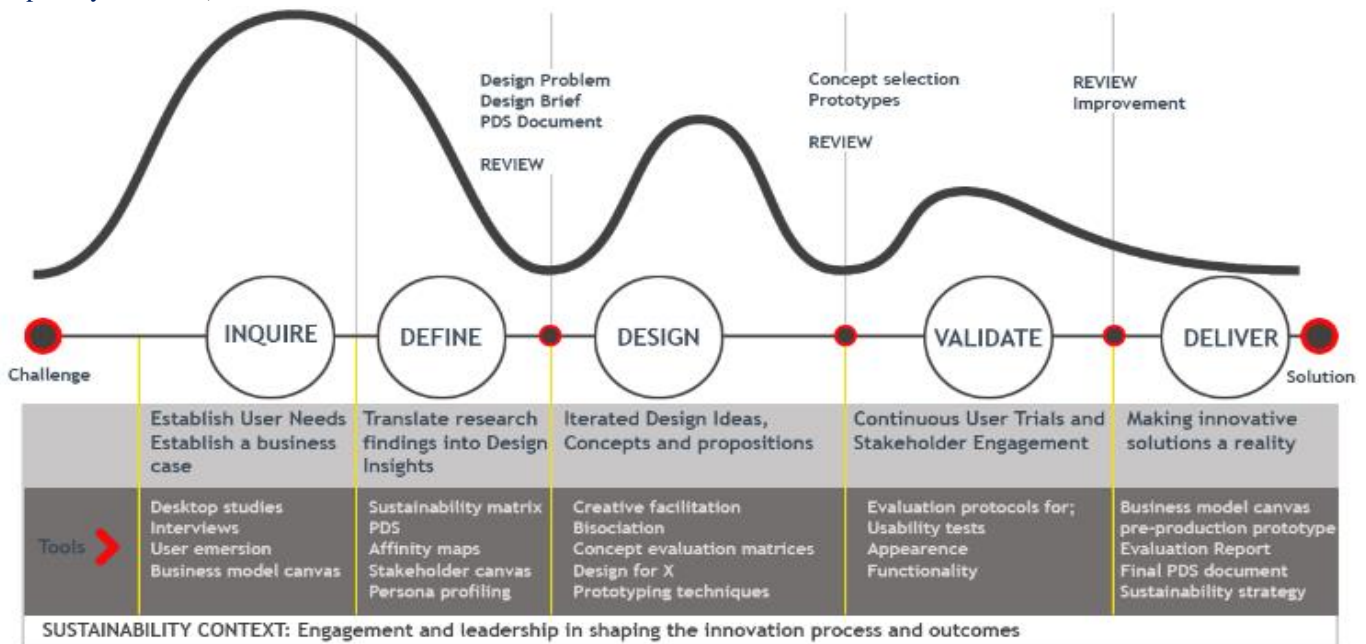 Design Problem
Design Brief
PDS Document
REVIEW
Concept selection
Prototypes
REVIEW
REVIEW
Improvement
INQUIRE
DEFINE
DESIGN
VALIDATE
DELIVER
Challenge
Solution
Establish User Needs
Establish a business
case
Translate research
findings into Design
Insights
Iterated Design Ideas,
Concepts and propositions
Continuous User Trials and
Stakeholder Engagement
Making innovative
solutions a reality
Tools
Desktop studies
Interviews
User emersion
Business model canvas
Sustainability matrix
PDS
Affinity maps
Stakeholder canvas
Persona profiling
Creative facilitation
Bisociation
Concept evaluation matrices
Design for X
Prototyping techniques
Evaluation protocols for;
Usability tests
Appearence
Functionality
Business model canvas
pre-production prototype
Evaluation Report
Final PDS document
Sustainability strategy
SUSTAINABILITY CONTEXT: Engagement and leadership in shaping the innovation process and outcomes